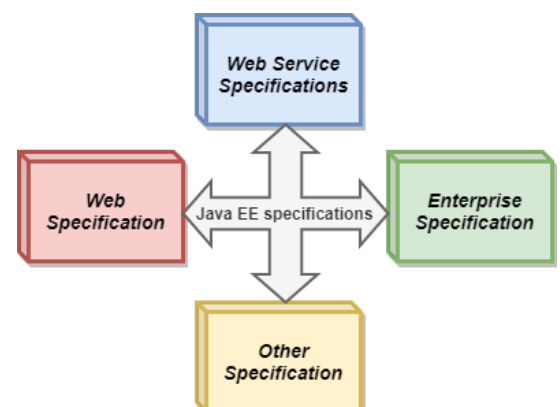 Web Service
Specifications
Web
Specification
Java EE specifications
Enterprise
Specification
Other
Specification